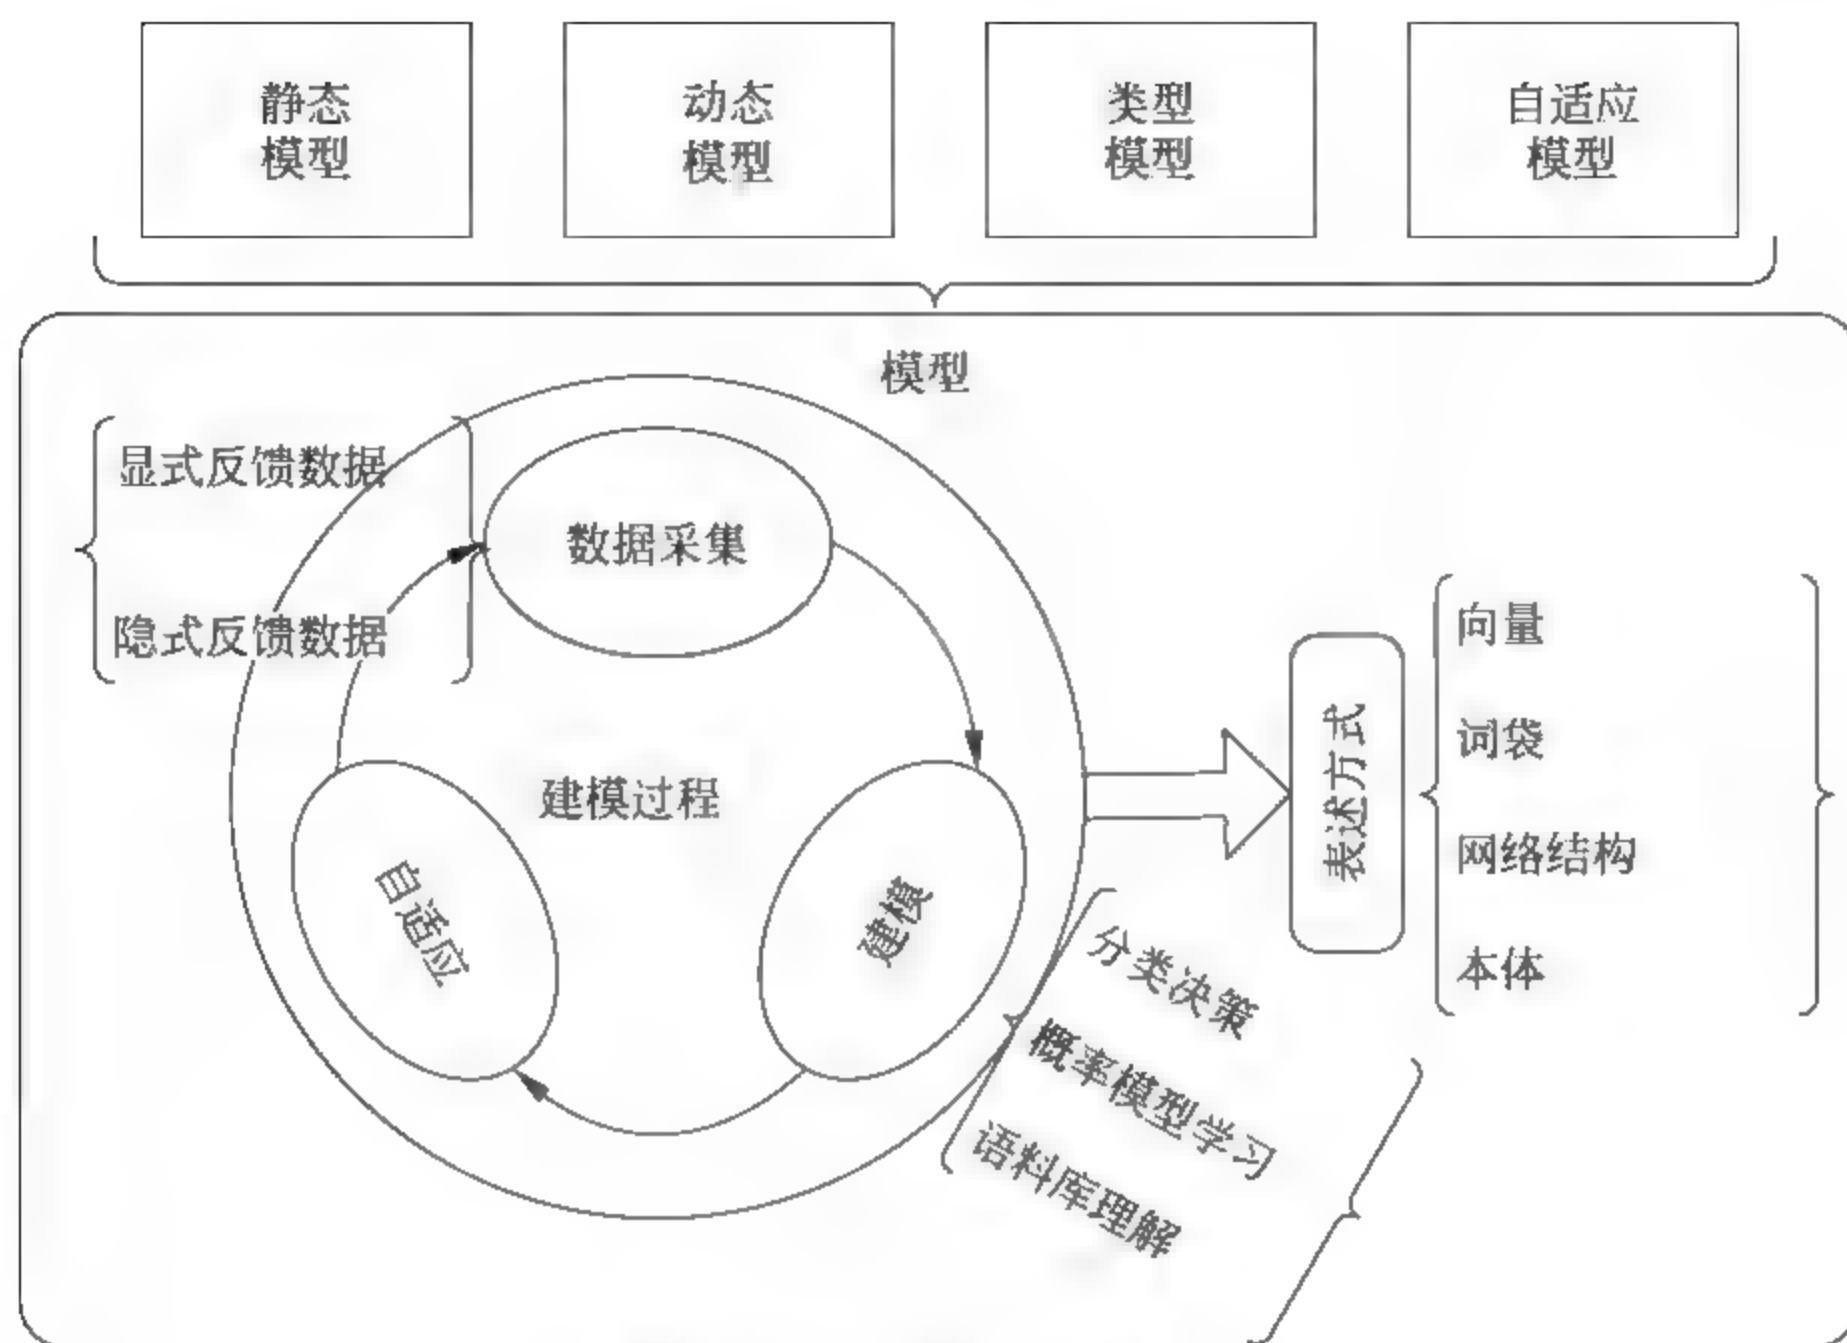 静态
模型
动态
模型
类型
模型
自适应
模型
模型
显式反馈数据
隐式反馈数据
数据采集
建模过程
自适应
建模
分类决策
概率模型学习
语料库理解
表述方式
向量
词袋
网络结构
本体